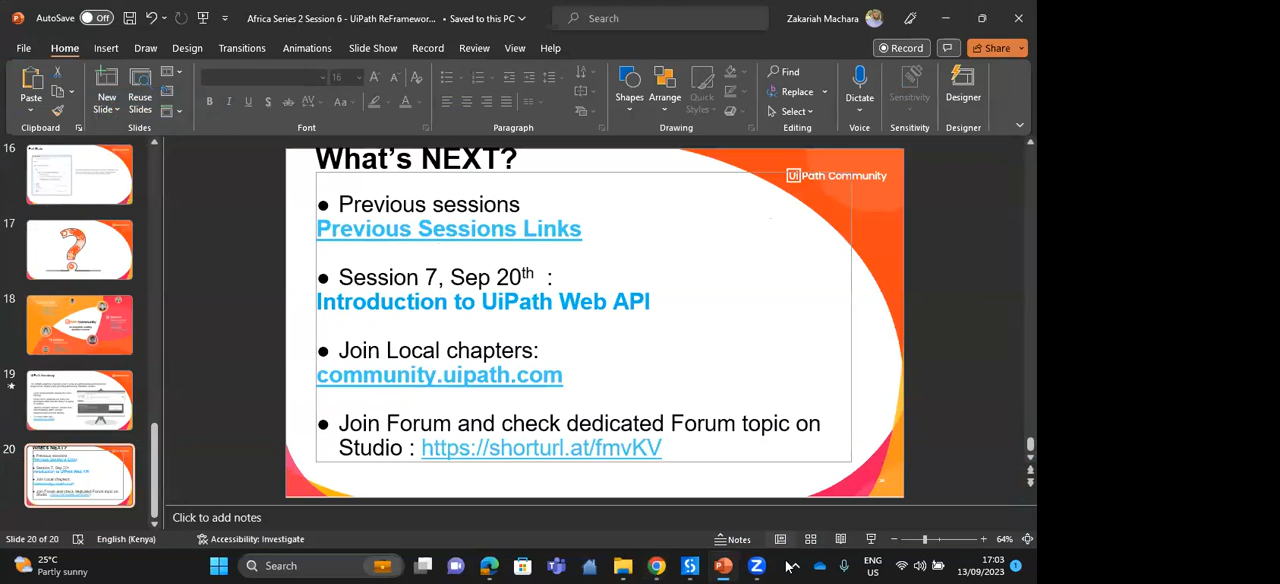 AutoSave Off Africa Series 2 Session 6 - UiPath ReFramewor... • Saved to this PC Search Zakariah Machara
File Home Insert Draw Design Transitions Animations Slide Show Record Review View Help Record Share
Paste New Slide Reuse Slides 16 Shapes Arrange Quick Styles Find Replace Select Dictate Sensitivity Designer
Clipboard Slides Font Paragraph Drawing Editing Voice Sensitivity Designer
16
17
18
19
20
What's NEXT?
UiPath Community
● Previous sessions
Previous Sessions Links
● Session 7, Sep 20th :
Introduction to UiPath Web API
● Join Local chapters:
community.uipath.com
● Join Forum and check dedicated Forum topic on
Studio : https://shorturl.at/fmvKV
Click to add notes
Slide 20 of 20 English (Kenya) Accessibility: Investigate Notes 64%
25°C
Partly sunny
Search
ENG
US
17:03
13/09/2023